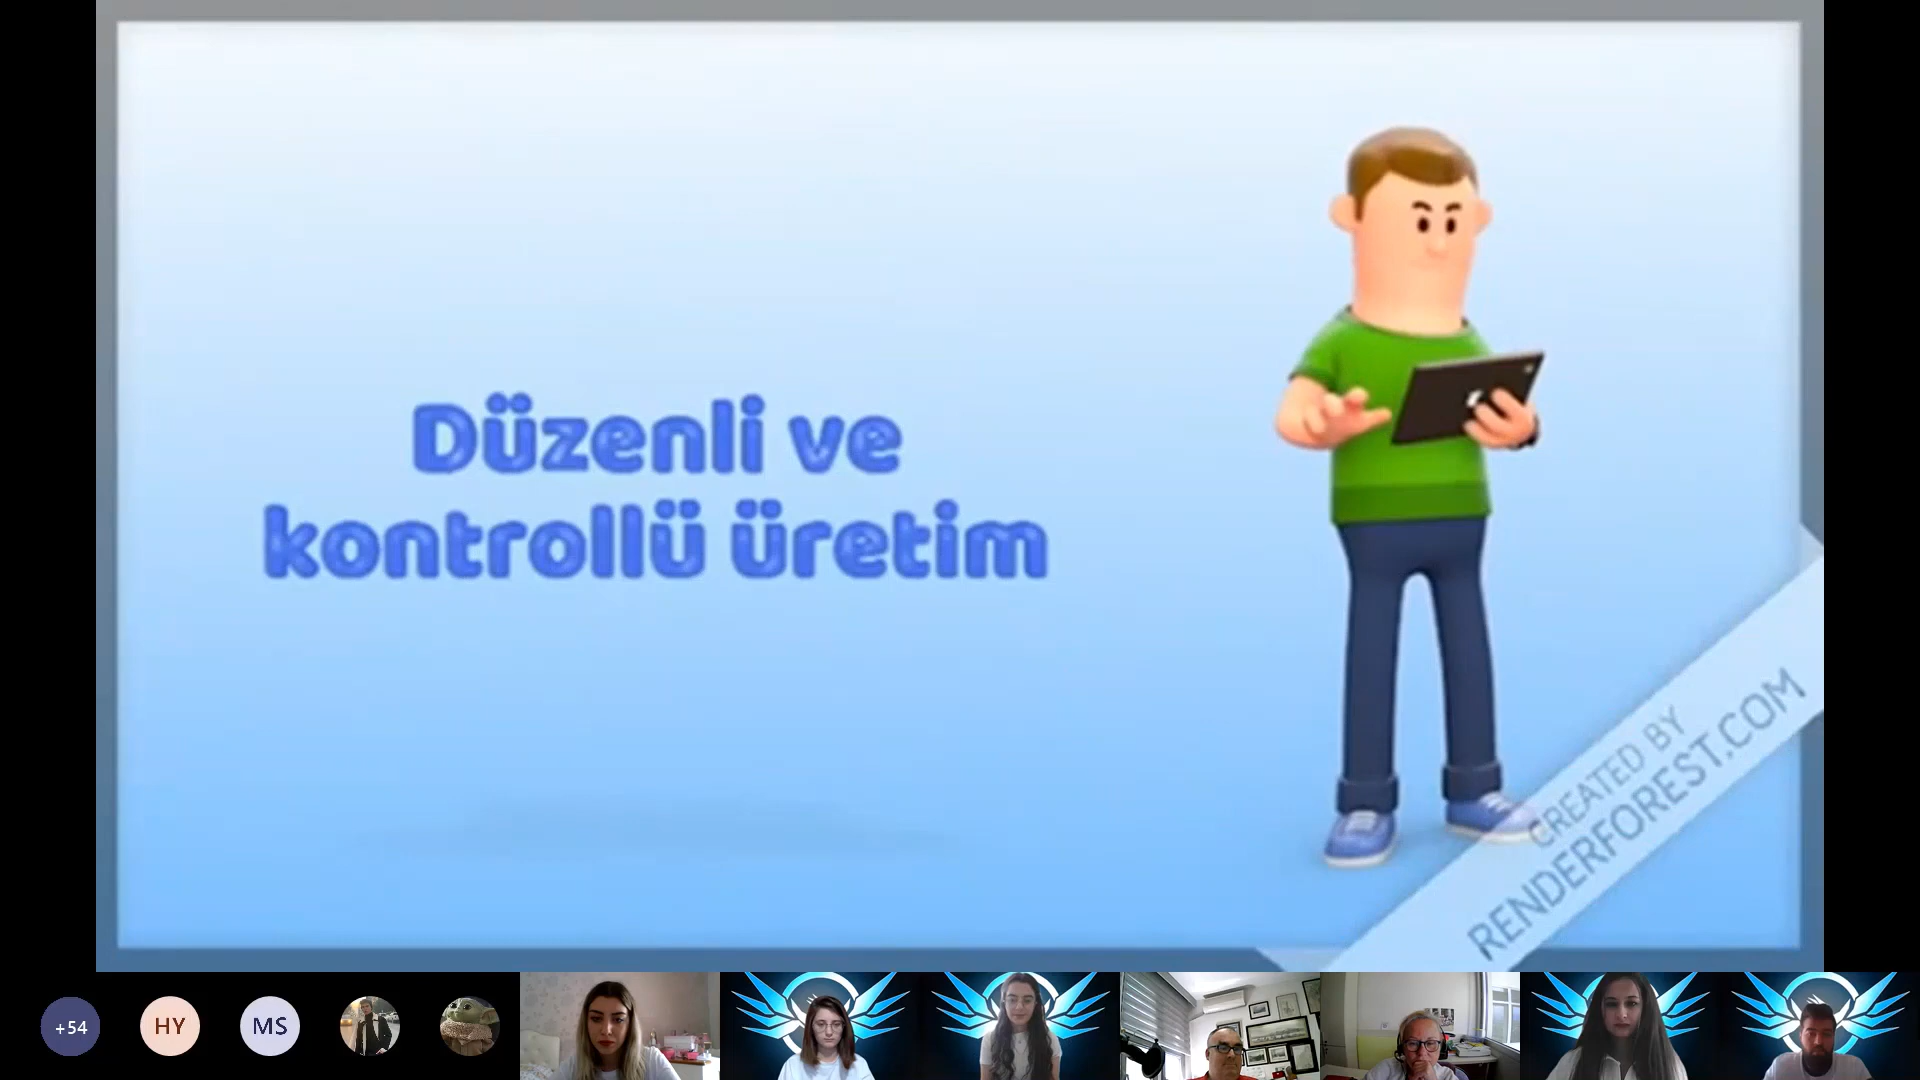 Düzenli ve
kontrollü üretim
CREATED BY
RENDERFOREST.COM
+54
HY
MS